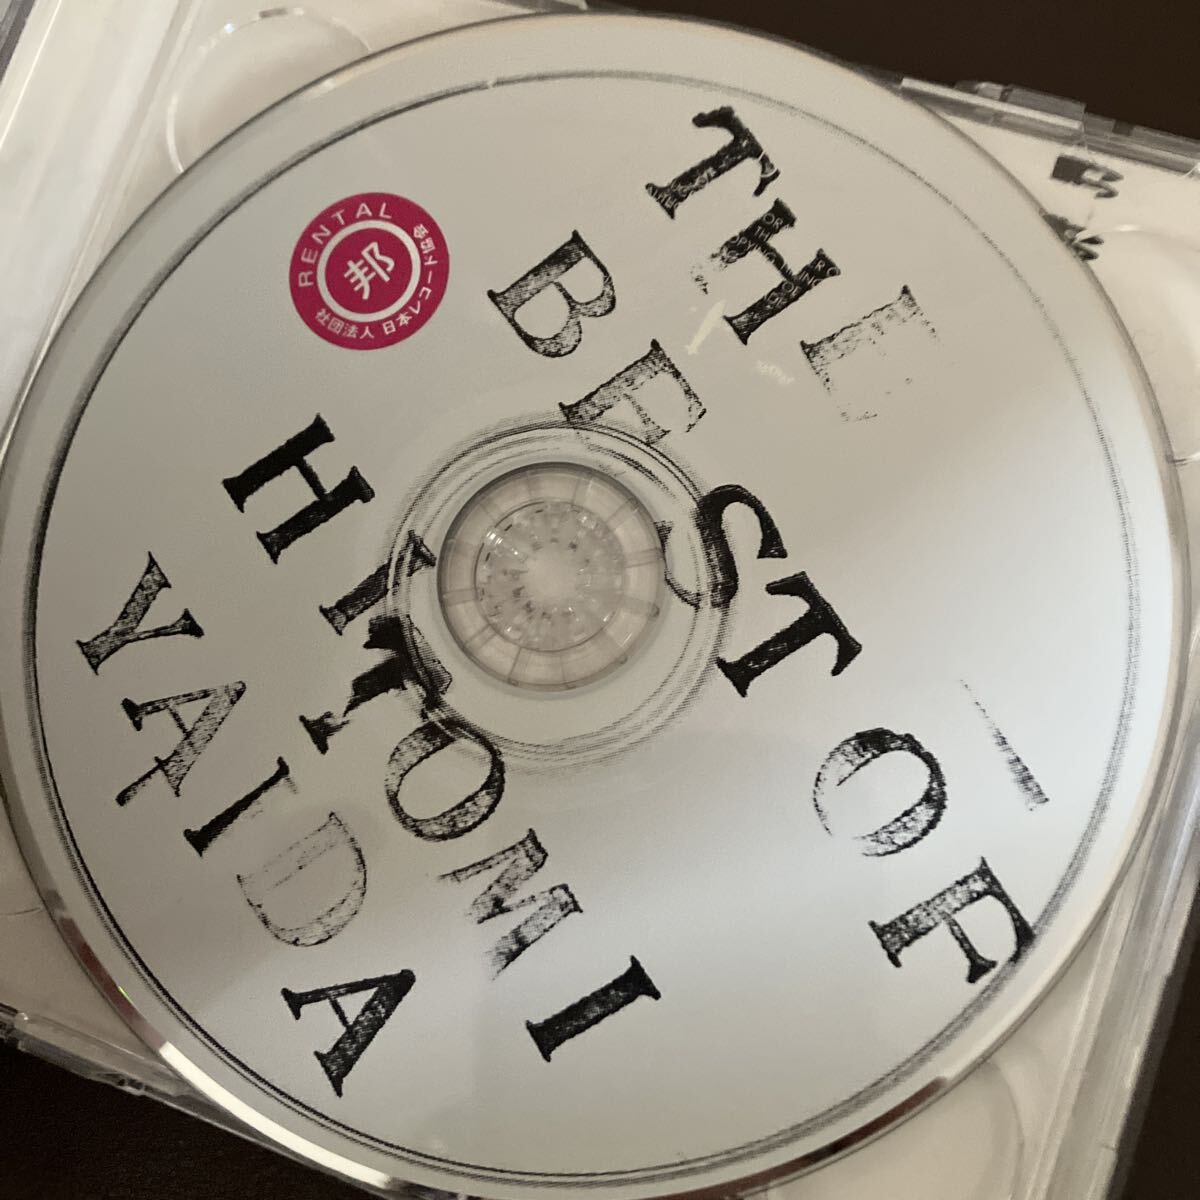 THE
BEST OF
HITOMI
YAIDA
RENTAL
邦
社団法人 日本レコード協会